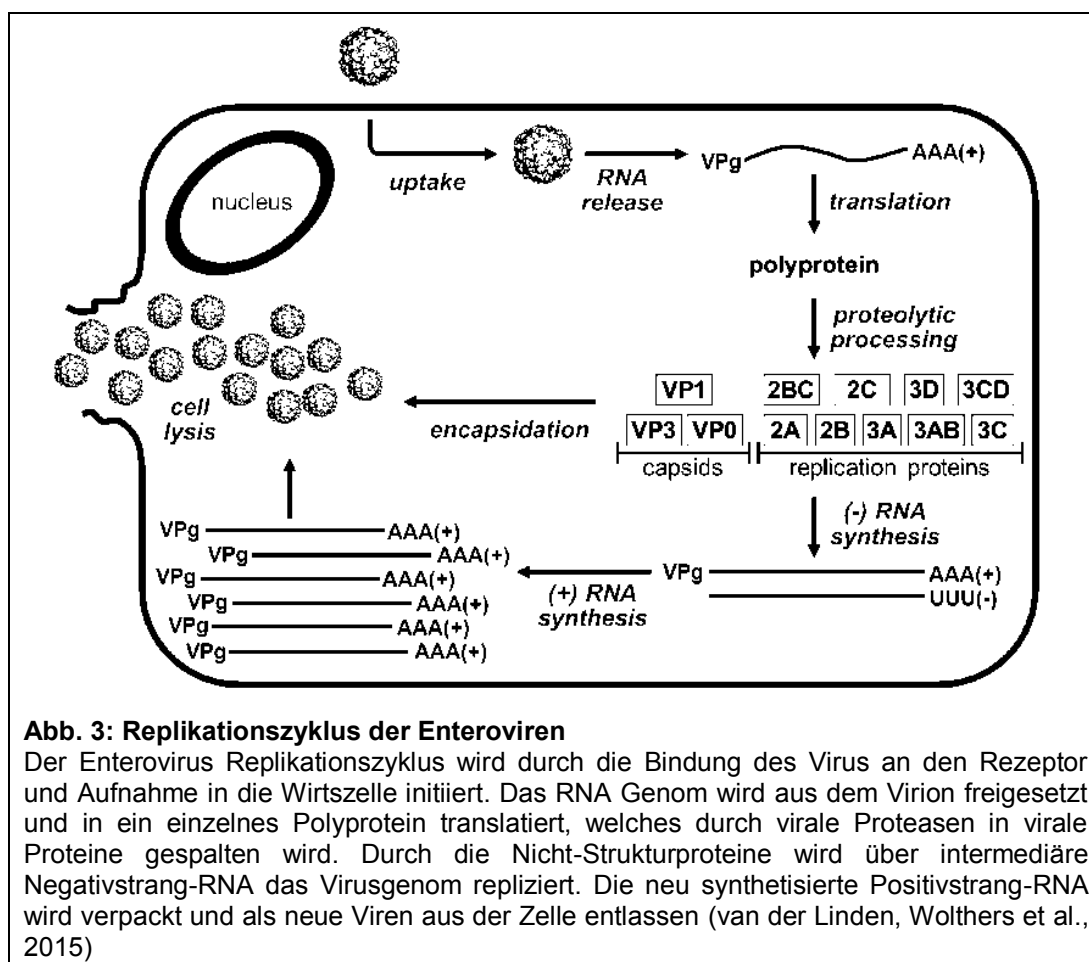 nucleus
uptake
RNA
release
VPg
AAA(+)
translation
polyprotein
proteolytic
processing
VP1
VP3 VP0
capsids
2BC 2C 3D 3CD
2A 2B 3A 3AB 3C
replication proteins
encapsidation
cell
lysis
(-) RNA
synthesis
VPg AAA(+)
UUU(-)
(+) RNA
synthesis
VPg AAA(+)
VPg AAA(+)
VPg AAA(+)
VPg AAA(+)
VPg AAA(+)
VPg AAA(+)
Abb. 3: Replikationszyklus der Enteroviren
Der Enterovirus Replikationszyklus wird durch die Bindung des Virus an den Rezeptor
und Aufnahme in die Wirtszelle initiiert. Das RNA Genom wird aus dem Virion freigesetzt
und in ein einzelnes Polyprotein translatiert, welches durch virale Proteasen in virale
Proteine gespalten wird. Durch die Nicht-Strukturproteine wird über intermediäre
Negativstrang-RNA das Virusgenom repliziert. Die neu synthetisierte Positivstrang-RNA
wird verpackt und als neue Viren aus der Zelle entlassen (van der Linden, Wolthers et al.,
2015)